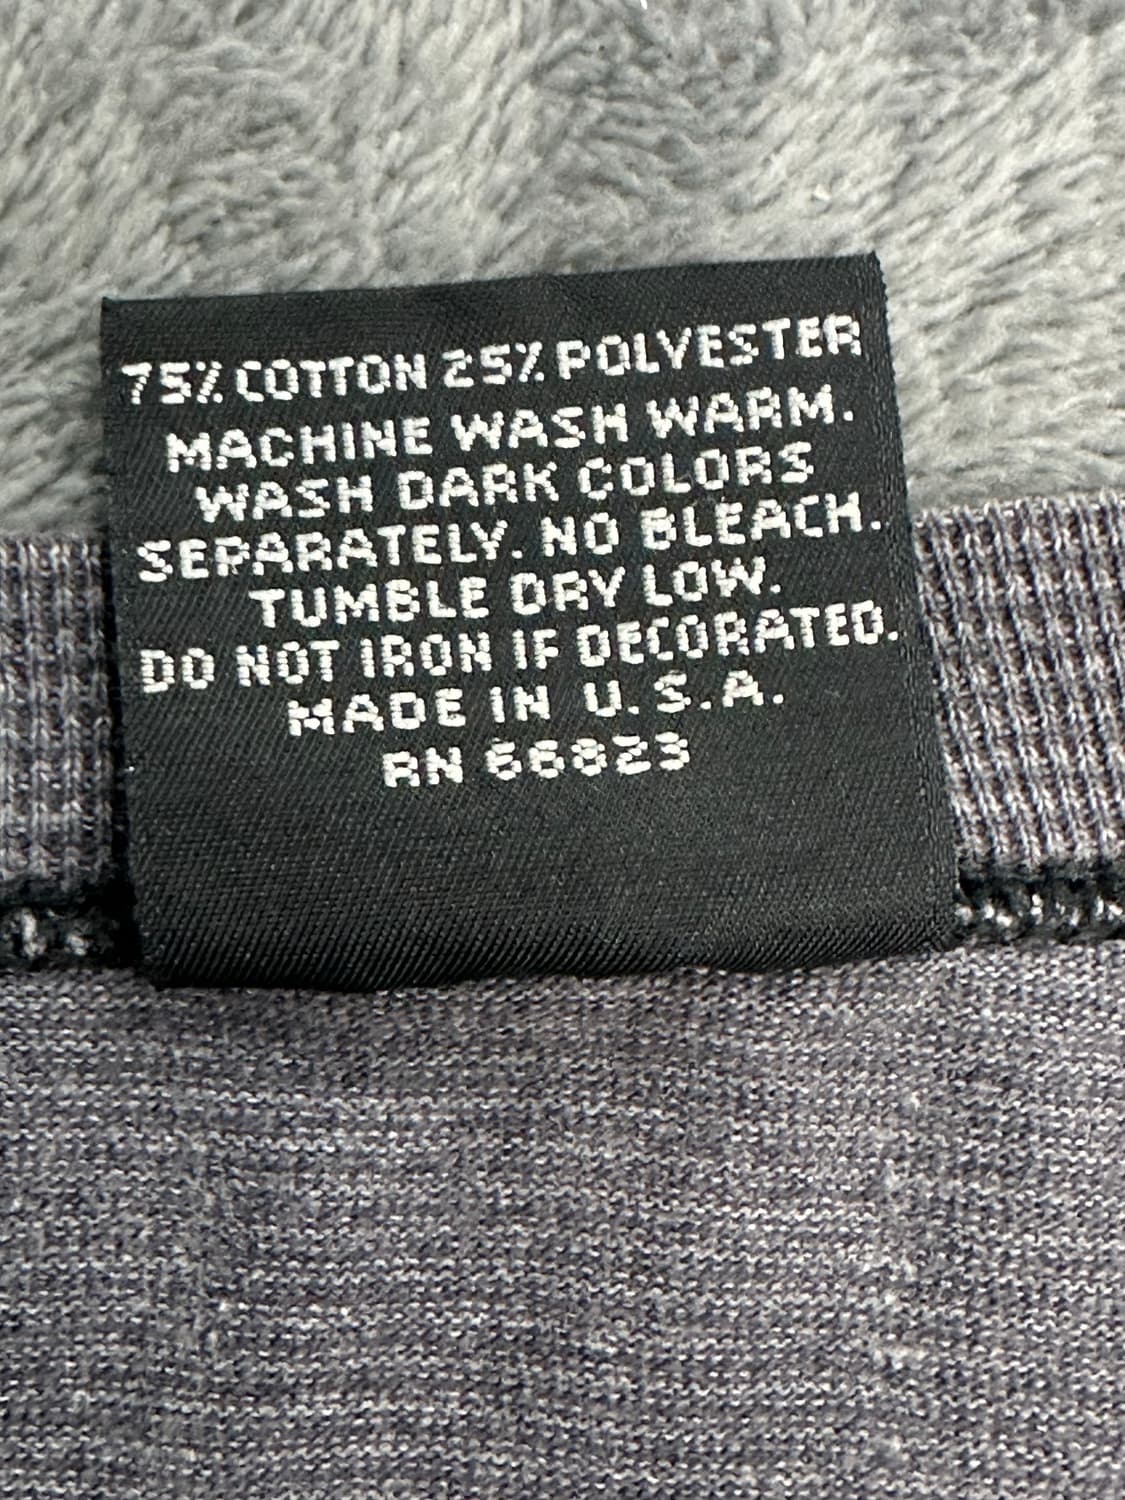 75% COTTON 25% POLYESTER
MACHINE WASH WARM.
WASH DARK COLORS
SEPARATELY. NO BLEACH.
TUMBLE DRY LOW.
DO NOT IRON IF DECORATED.
MADE IN U.S.A.
RN 66823